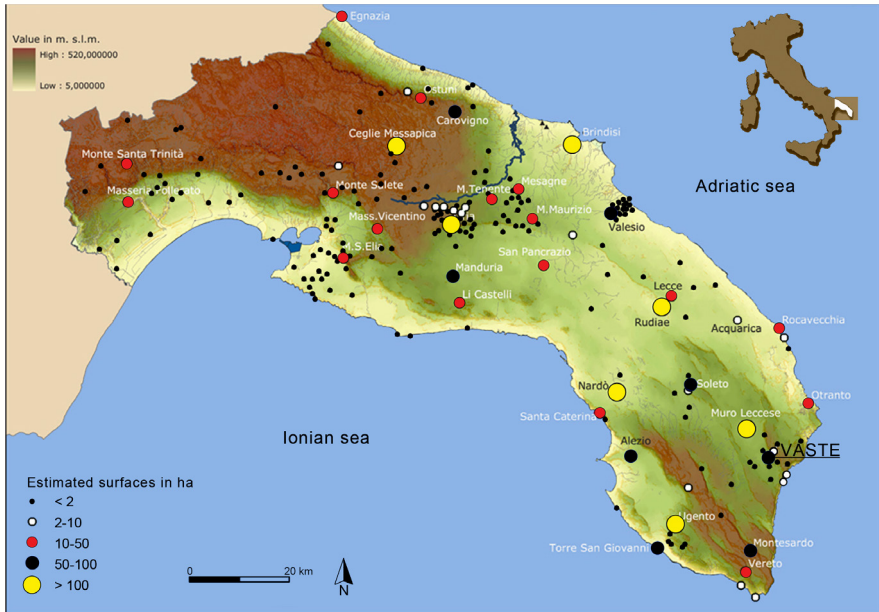 Egnazia
Value in m. s.l.m.
High : 520,000000
Low : 5,000000
Ostuni
Carovigno
Ceglie Messapica
Brindisi
Monte Santa Trinità
Adriatic sea
Mesagne
Monte Salete
M.Tenente
Masseria Follerato
Mass.Vicentino
M.Maurizio
Valesio
M.S.Elia
San Pancrazio
Manduria
Lecce
Li Castelli
Rudiae
Acquarica
Rocavecchia
Nardò
Soleto
Otranto
Santa Caterina
Muro Leccese
Ionian sea
Alezio
VASTE
Estimated surfaces in ha
< 2
2-10
Ugento
10-50
Torre San Giovanni
Montesardo
50-100
Vereto
> 100
20 km
N